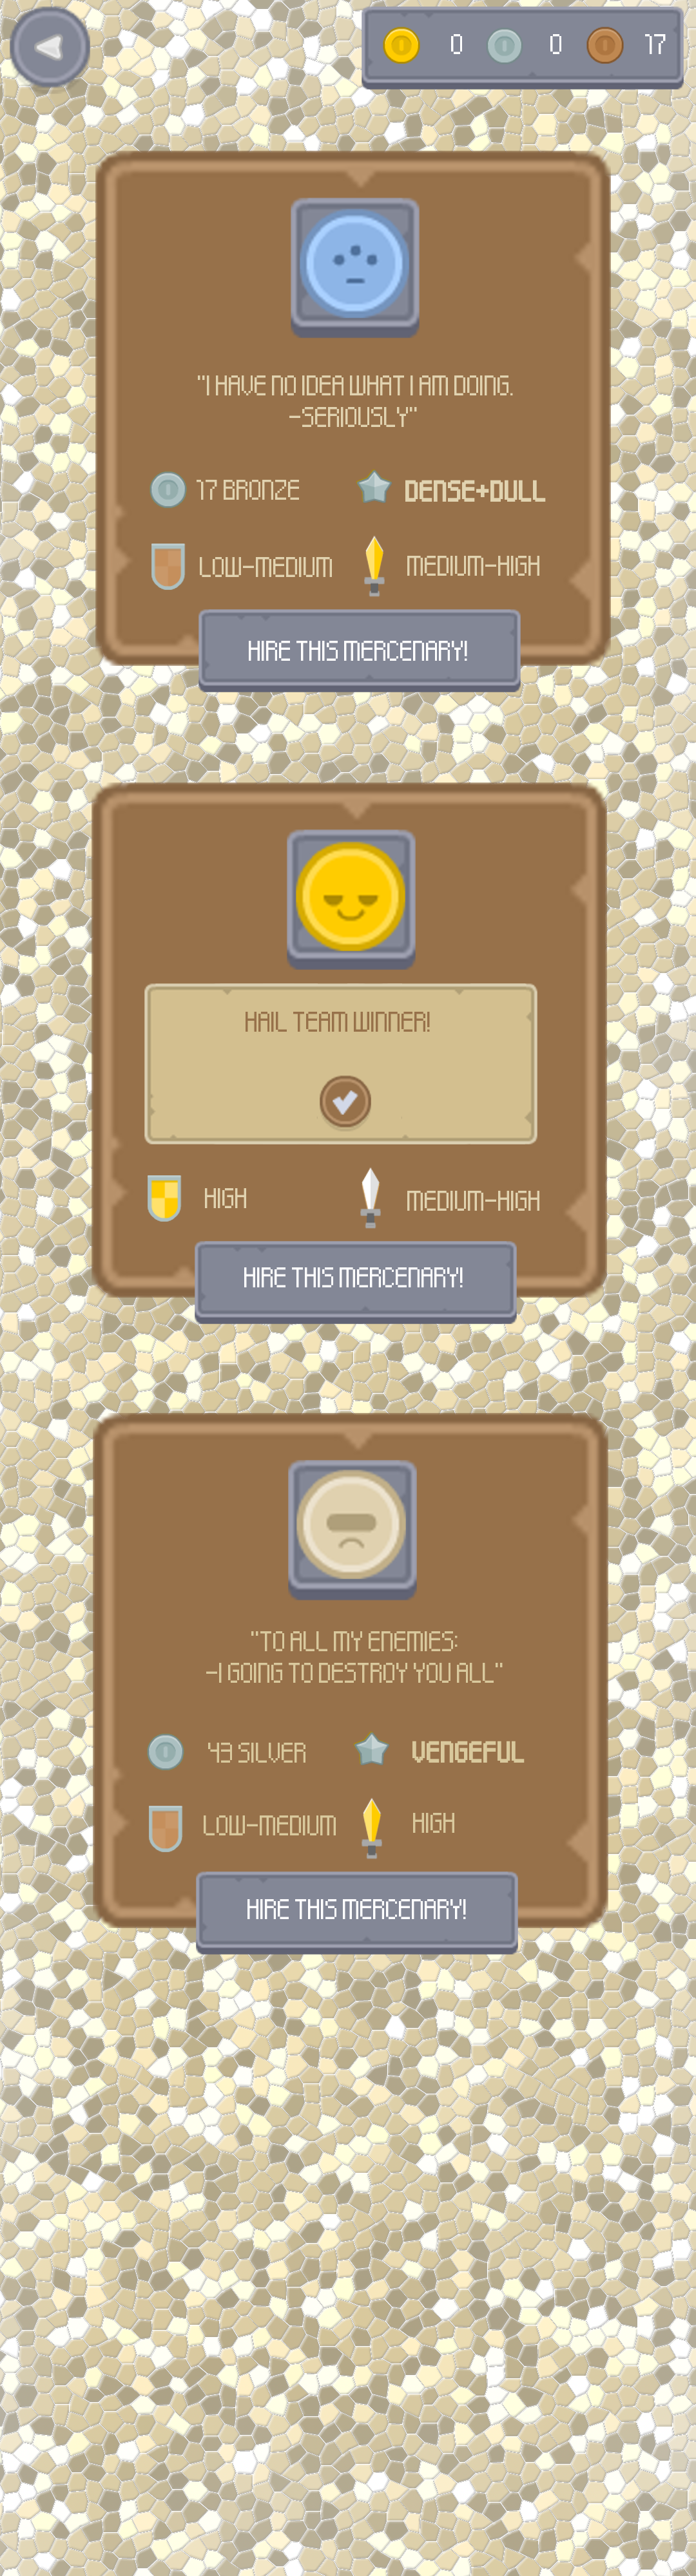 0 0 17
"I HAVE NO IDEA WHAT I AM DOING.
-SERIOUSLY"
17 BRONZE DENSE+DULL
LOW-MEDIUM MEDIUM-HIGH
HIRE THIS MERCENARY!
HAIL TEAM WINNER!
HIGH MEDIUM-HIGH
HIRE THIS MERCENARY!
"TO ALL MY ENEMIES:
-I GOING TO DESTROY YOU ALL"
43 SILVER VENGEFUL
LOW-MEDIUM HIGH
HIRE THIS MERCENARY!